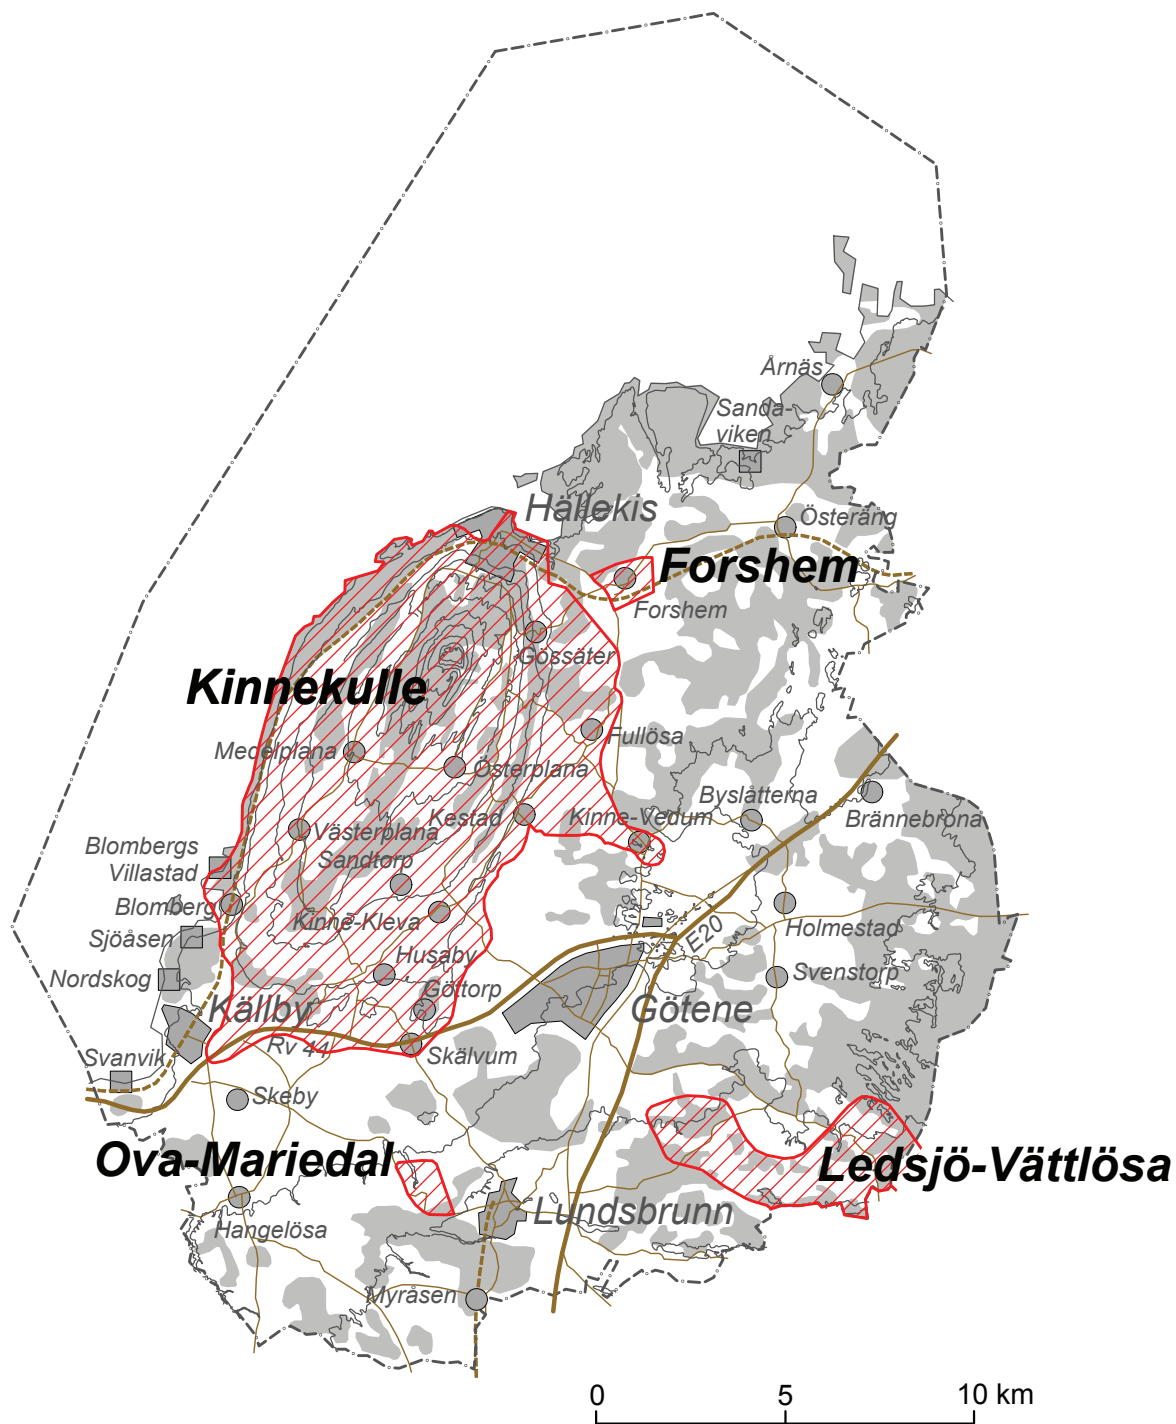 Årnäs
Sanda-
viken
Hällekis
Österäng
Forshem
Forshem
Gössäter
Kinnekulle
Fullösa
Medelplana
Österplana
Byslätterna
Brännebrona
Kestad
Kinne-Vedum
Västerplana
Blombergs
Villastad
Sandtorp
Blomberg
Kinne-Kleva
Holmestad
Sjöåsen
E20
Husaby
Nordskog
Svenstorp
Göttorp
Källby
Götene
Rv 44
Skälvum
Svanvik
Skeby
Ova-Mariedal
Ledsjö-Vättlösa
Lundsbrunn
Hangelösa
Myråsen
0 5 10 km